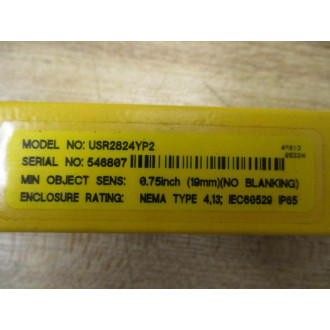 MODEL NO: USR2824YP2
SERIAL NO: 546807
MIN OBJECT SENS: 0.75inch (19mm)(NO BLANKING)
ENCLOSURE RATING: NEMA TYPE 4,13; IEC60529 IP65